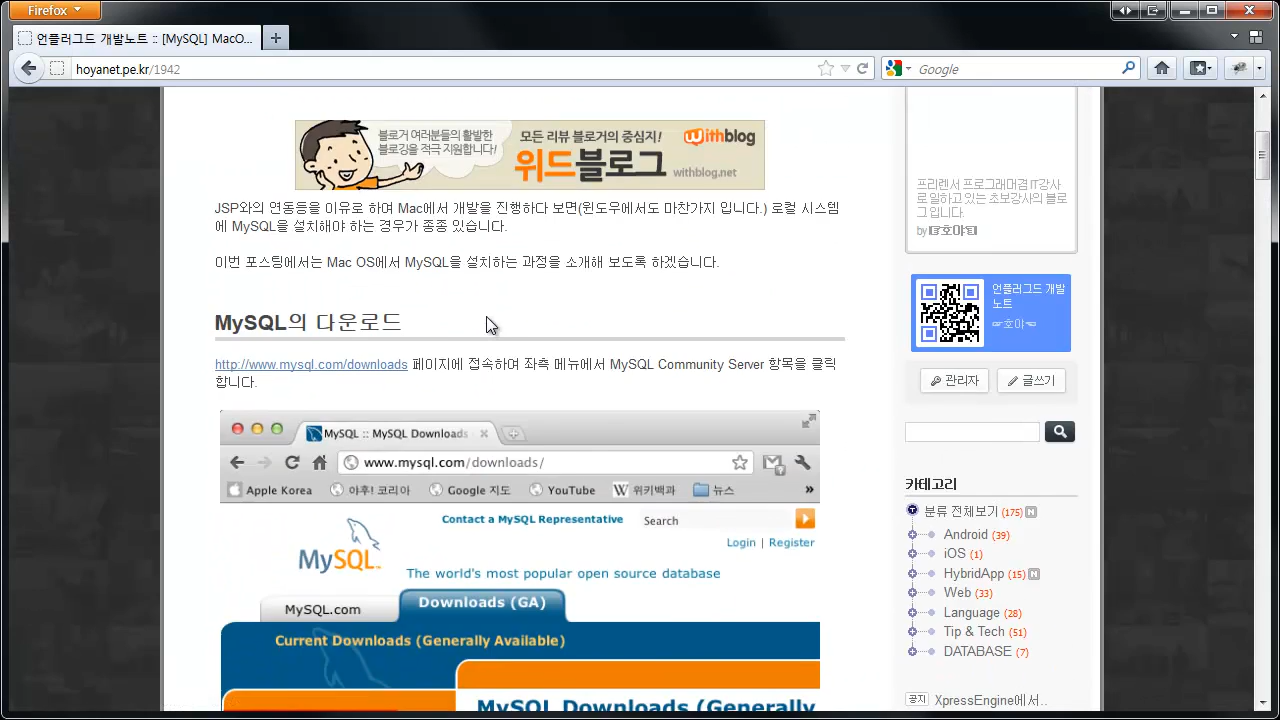 Firefox
언플러그드 개발노트 :: [MySQL] MacO...
hoyanet.pe.kr/1942
Google
블로거 여러분들의 활발한
블로깅을 적극 지원합니다!
모든 리뷰 블로거의 중심지!
withblog
위드블로그
withblog.net
JSP와의 연동등을 이유로 하여 Mac에서 개발을 진행하다 보면(윈도우에서도 마찬가지 입니다.) 로컬 시스템
에 MySQL을 설치해야 하는 경우가 종종 있습니다.
이번 포스팅에서는 Mac OS에서 MySQL을 설치하는 과정을 소개해 보도록 하겠습니다.
MySQL의 다운로드
http://www.mysql.com/downloads 페이지에 접속하여 좌측 메뉴에서 MySQL Community Server 항목을 클릭
합니다.
MySQL :: MySQL Downloads
www.mysql.com/downloads/
Apple Korea
야후! 코리아
Google 지도
YouTube
W 위키백과
뉴스
»
Contact a MySQL Representative
Search
Login | Register
MySQL
The world's most popular open source database
MySQL.com
Downloads (GA)
Current Downloads (Generally Available)
MySQL Downloads (Generally
프리렌서 프로그래머겸 IT강사
로 일하고 있는 초보강사의 블로
그 입니다.
by ☞호야☜
언플러그드 개발
노트
☞호야☜
관리자
글쓰기
카테고리
분류 전체보기 (175) N
Android (39)
iOS (1)
HybridApp (15) N
Web (33)
Language (28)
Tip & Tech (51)
DATABASE (7)
공지 XpressEngine에서..